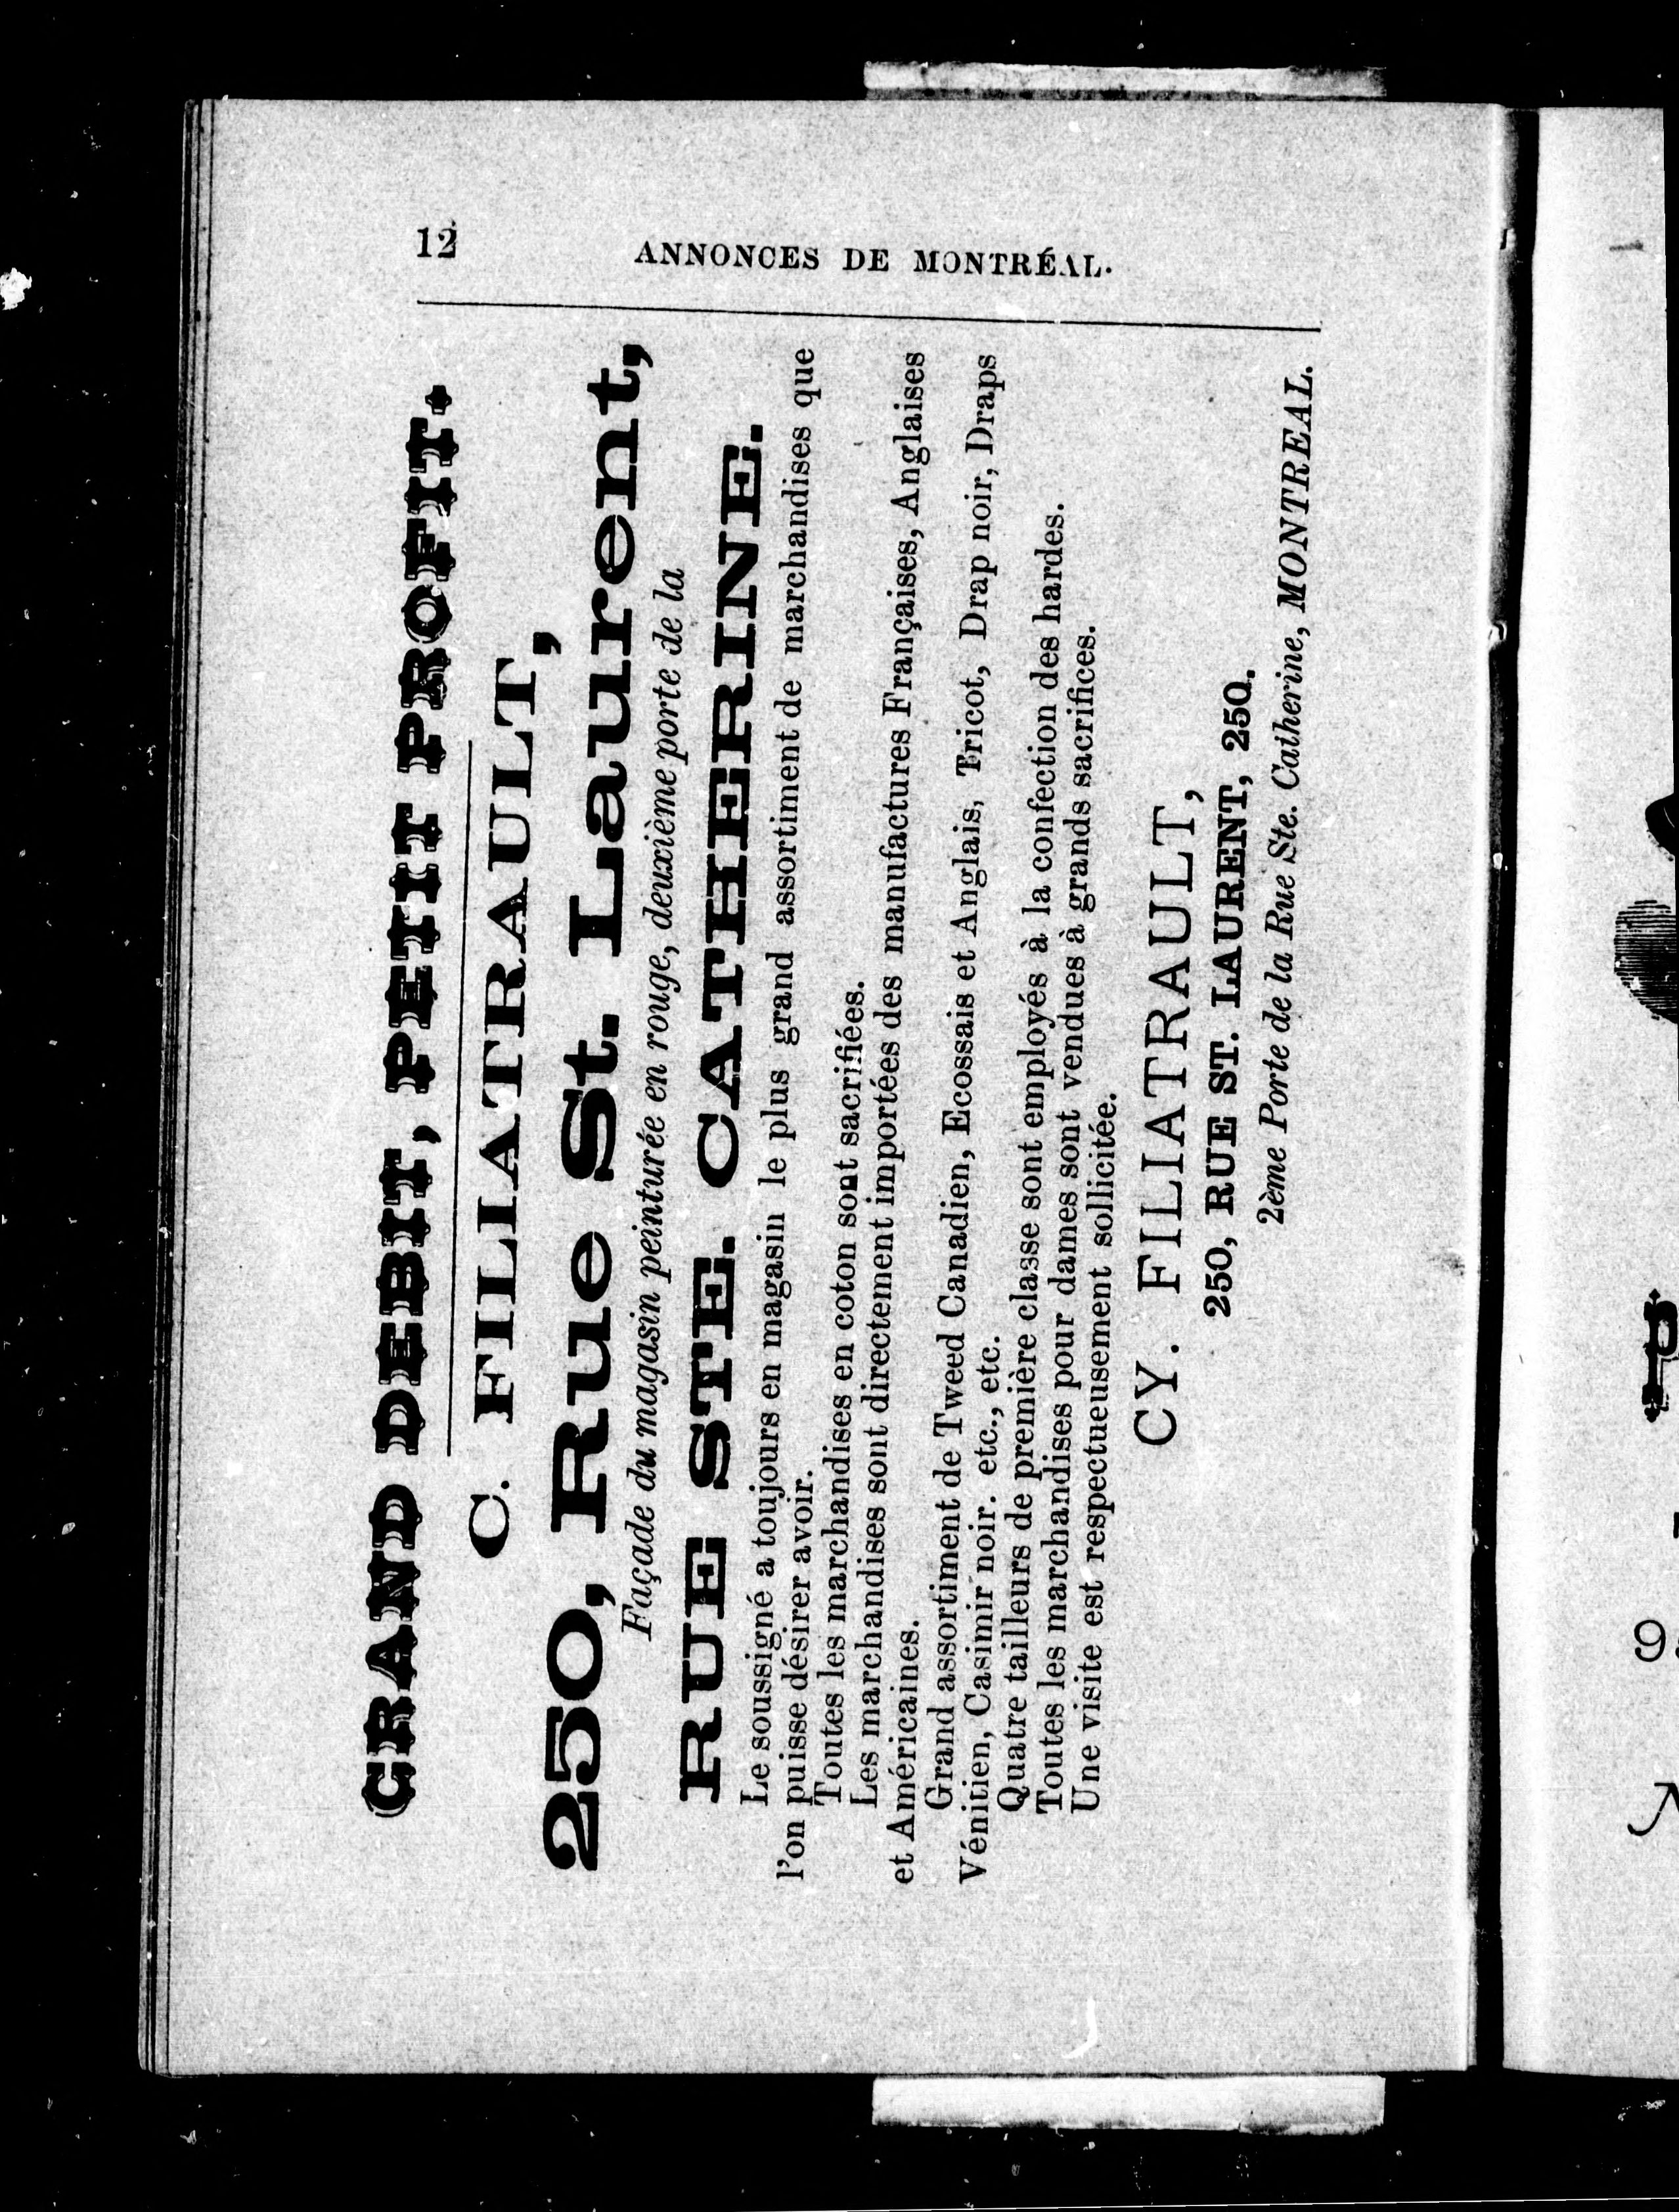 12
ANNONCES DE MONTRÉAL.
GRAND DEBIT, PETIT PROFIT.
C. FILIATRAULT,
250, Rue St. Laurent,
Façade du magasin peinturée en rouge, deuxième porte de la
RUE STE. CATHERINE.
Le soussigné a toujours en magasin le plus grand assortiment de marchandises que
l'on puisse désirer avoir.
Toutes les marchandises en coton sont sacrifiées.
Les marchandises sont directement importées des manufactures Françaises, Anglaises
et Américaines.
Grand assortiment de Tweed Canadien, Ecossais et Anglais, Tricot, Drap noir, Draps
Vénitien, Casimir noir. etc., etc.
Quatre tailleurs de première classe sont employés à la confection des hardes.
Toutes les marchandises pour dames sont vendues à grands sacrifices.
Une visite est respectueusement sollicitée.
CY. FILIATRAULT,
250, RUE ST. LAURENT, 250.
2ème Porte de la Rue Ste. Catherine, MONTREAL.